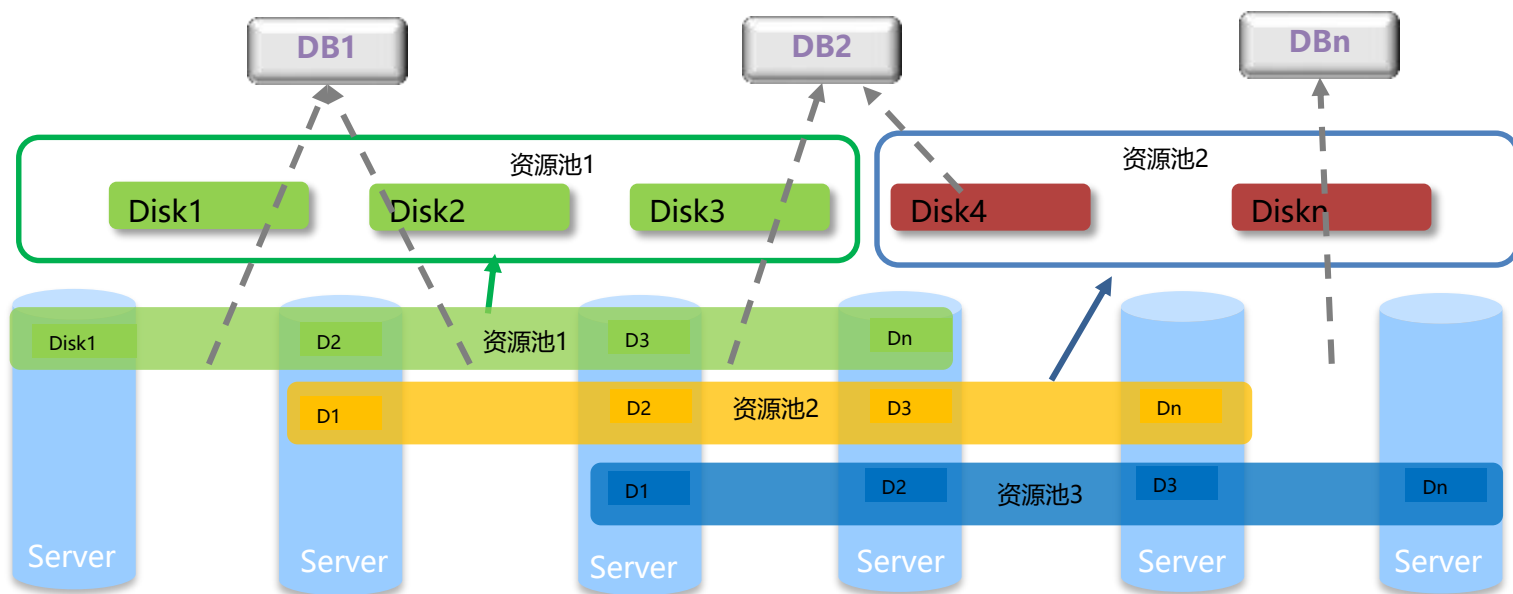 DB1
DB2
DBn
资源池1
资源池2
Disk1
Disk2
Disk3
Disk4
Diskn
Disk1
D2
资源池1
D3
Dn
D1
D2
资源池2
D3
Dn
D1
D2
资源池3
D3
Dn
Server
Server
Server
Server
Server
Server